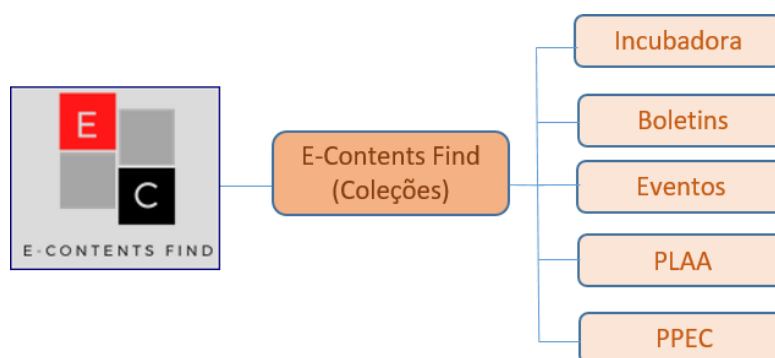 E
C
E-CONTENTS FIND
E-Contents Find
(Coleções)
Incubadora
Boletins
Eventos
PLAA
PPEC